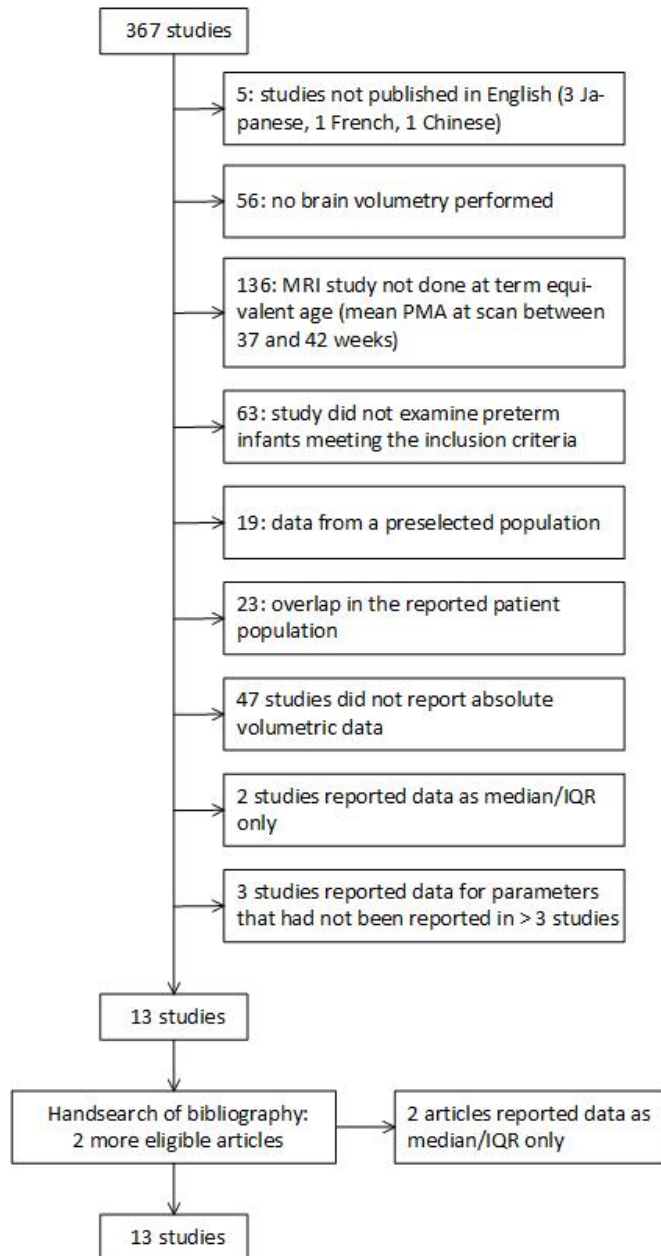 367 studies
5: studies not published in English (3 Ja-
panese, 1 French, 1 Chinese)
56: no brain volumetry performed
136: MRI study not done at term equi-
valent age (mean PMA at scan between
37 and 42 weeks)
63: study did not examine preterm
infants meeting the inclusion criteria
19: data from a preselected population
23: overlap in the reported patient
population
47 studies did not report absolute
volumetric data
2 studies reported data as median/IQR
only
3 studies reported data for parameters
that had not been reported in > 3 studies
13 studies
Handsearch of bibliography:
2 more eligible articles
2 articles reported data as
median/IQR only
13 studies